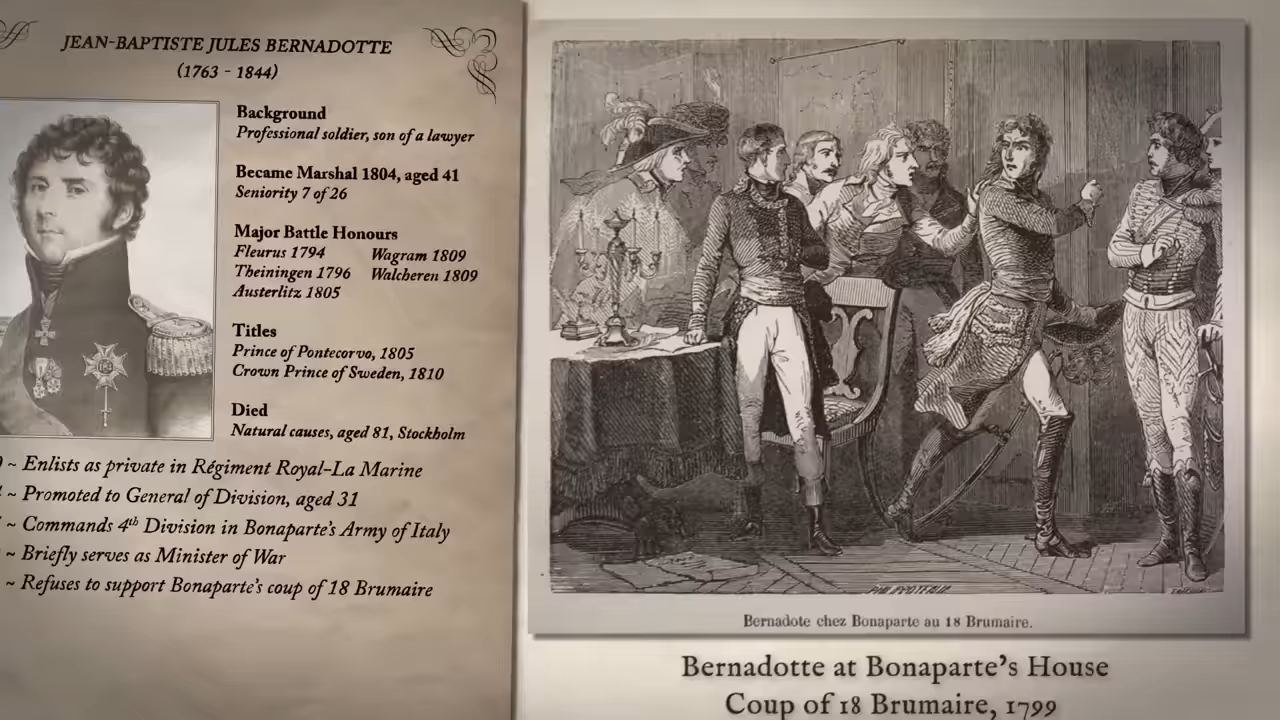 JEAN-BAPTISTE JULES BERNADOTTE
(1763 - 1844)
Background
Professional soldier, son of a lawyer
Became Marshal 1804, aged 41
Seniority 7 of 26
Major Battle Honours
Fleurus 1794 Wagram 1809
Theiningen 1796 Walcheren 1809
Austerlitz 1805
Titles
Prince of Pontecorvo, 1805
Crown Prince of Sweden, 1810
Died
Natural causes, aged 81, Stockholm
~ Enlists as private in Régiment Royal-La Marine
~ Promoted to General of Division, aged 31
~ Commands 4th Division in Bonaparte's Army of Italy
~ Briefly serves as Minister of War
~ Refuses to support Bonaparte's coup of 18 Brumaire
Bernadote chez Bonaparte au 18 Brumaire.
Bernadotte at Bonaparte's House
Coup of 18 Brumaire, 1799